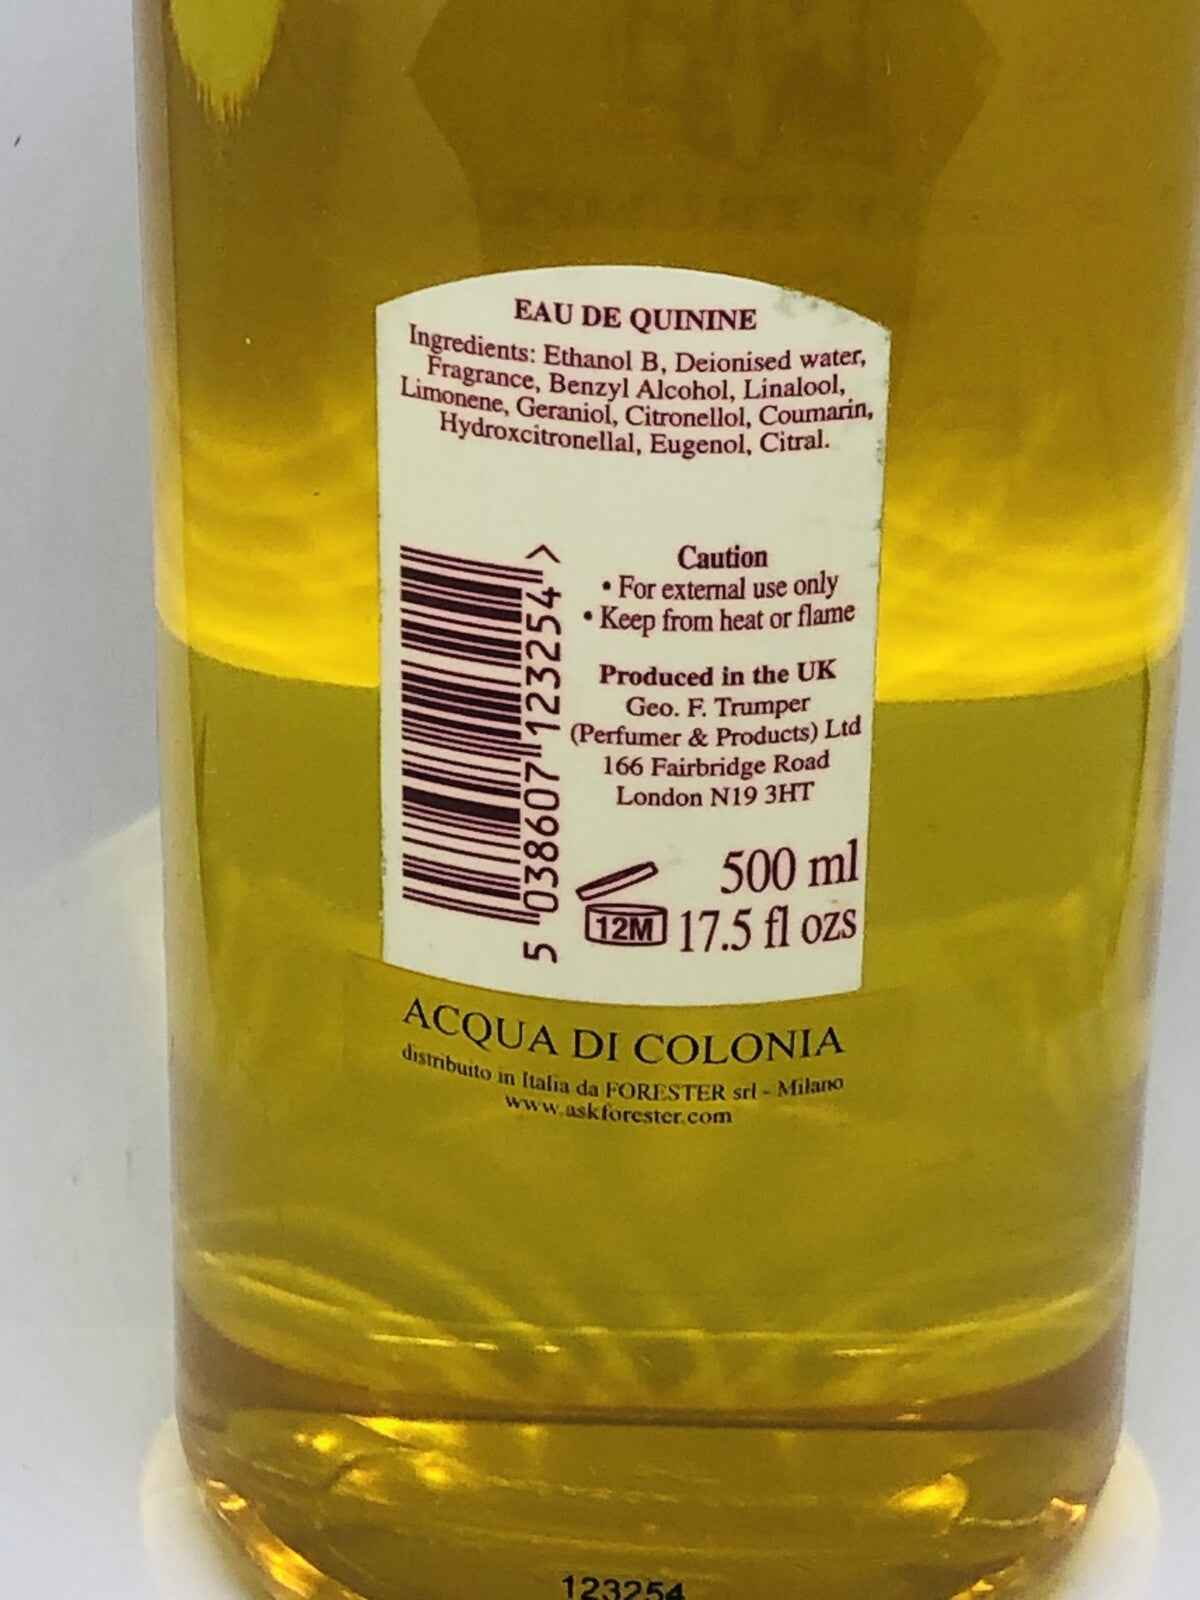 EAU DE QUININE
Ingredients: Ethanol B, Deionised water,
Fragrance, Benzyl Alcohol, Linalool,
Limonene, Geraniol, Citronellol, Coumarin,
Hydroxcitronellal, Eugenol, Citral.
Caution
• For external use only
• Keep from heat or flame
Produced in the UK
Geo. F. Trumper
(Perfumer & Products) Ltd
166 Fairbridge Road
London N19 3HT
5 038607 123254 >
12M
500 ml
17.5 fl ozs
ACQUA DI COLONIA
distribuito in Italia da FORESTER srl - Milano
www.askforester.com
123254